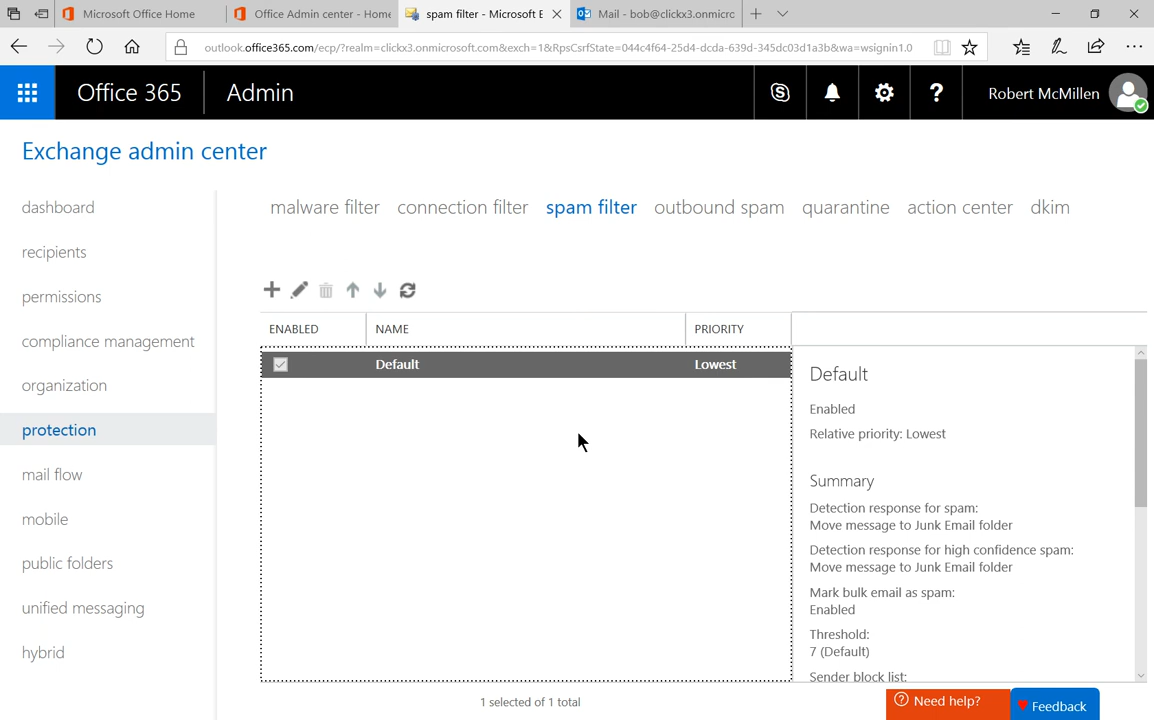 Microsoft Office Home
Office Admin center - Home
spam filter - Microsoft E
Mail - bob@clickx3.onmicro
outlook.office365.com/ecp/?realm=clickx3.onmicrosoft.com&exch=1&RpsCsrfState=044c4f64-25d4-dcda-639d-345dc03d1a3b&wa=wsignin1.0
Office 365
Admin
Robert McMillen
Exchange admin center
dashboard
recipients
permissions
compliance management
organization
protection
mail flow
mobile
public folders
unified messaging
hybrid
malware filter connection filter spam filter outbound spam quarantine action center dkim
ENABLED NAME PRIORITY
Default Lowest
1 selected of 1 total
Default
Enabled
Relative priority: Lowest
Summary
Detection response for spam:
Move message to Junk Email folder
Detection response for high confidence spam:
Move message to Junk Email folder
Mark bulk email as spam:
Enabled
Threshold:
7 (Default)
Sender block list:
Need help?
Feedback